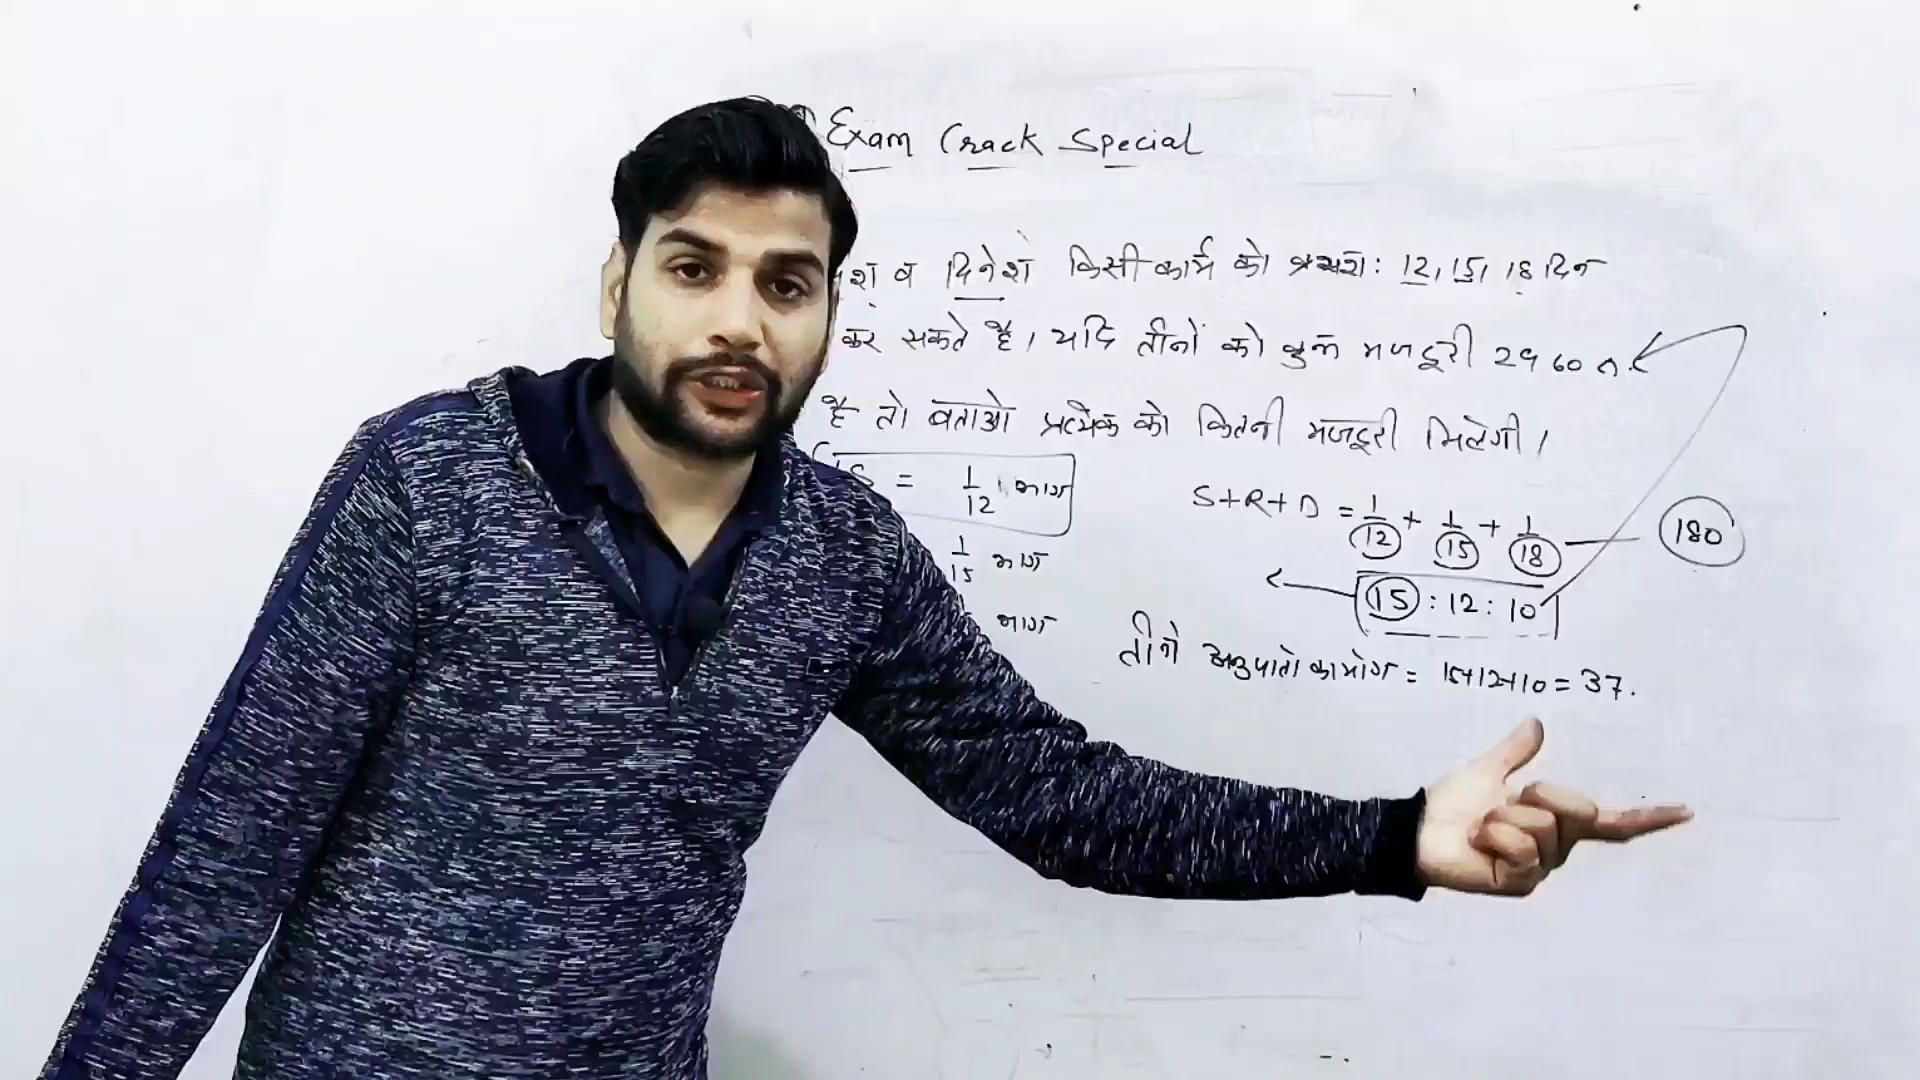 Exam Crack Special
व दिनेश किसी कार्य को क्रमशः 12, 15, 18 दिन
कर सकते है। यदि तीनों को कुल मजदूरी 2960 रु.
है तो बताओ प्रत्येक को कितनी मजदूरी मिलेगी।
S = 1/12 भाग
S+R+D = 1/12 + 1/15 + 1/18
180
1/15 भाग
15 : 12 : 10
भाग
तीनो अनुपातो का योग = 15+12+10 = 37.